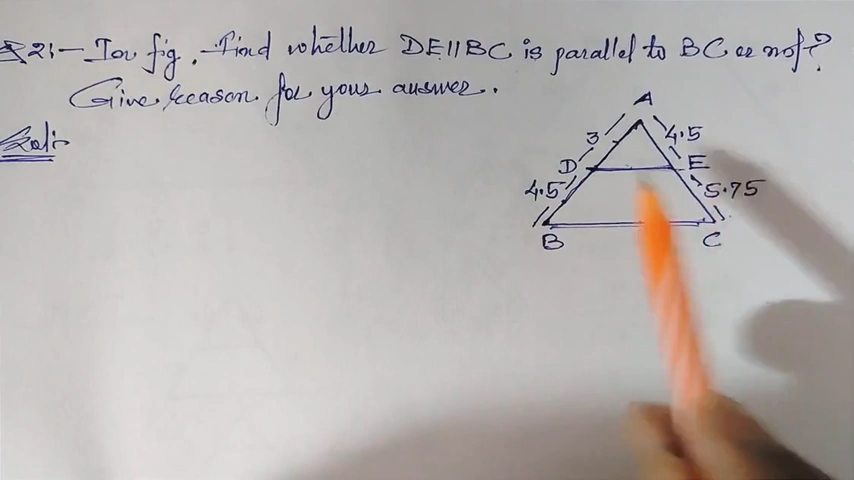 Q2:- In fig. Find whether DE||BC is parallel to BC or not?
Give reason for your answer.
Sol:-
A
3
4.5
D
E
4.5
5.75
B
C